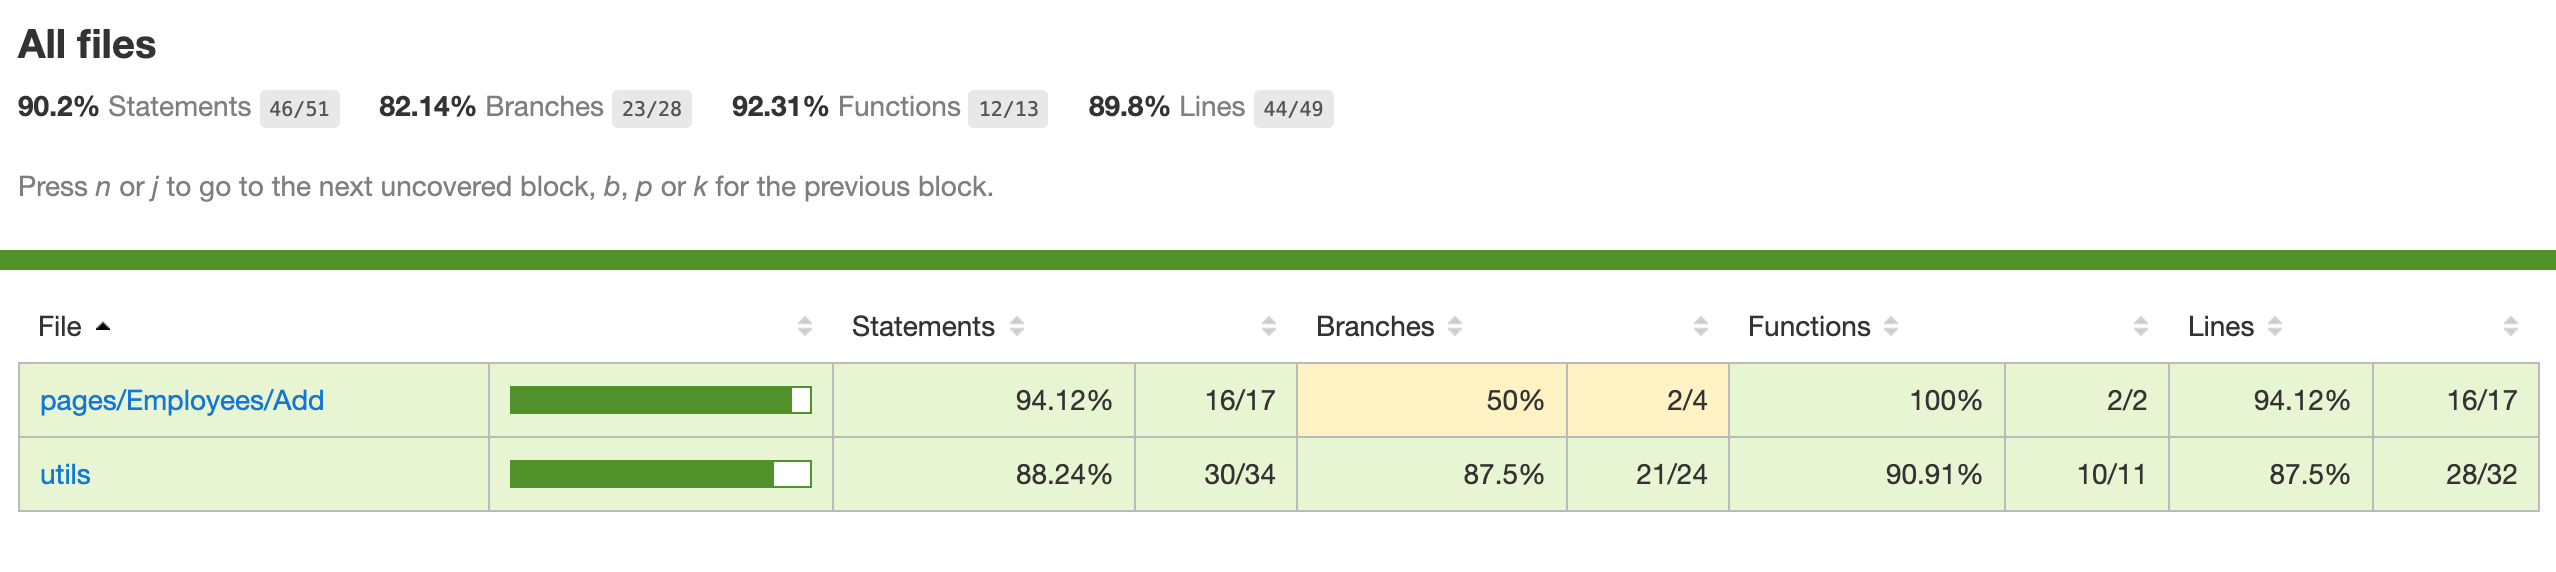 All files
90.2% Statements 46/51 82.14% Branches 23/28 92.31% Functions 12/13 89.8% Lines 44/49
Press n or j to go to the next uncovered block, b, p or k for the previous block.
File Statements Branches Functions Lines
pages/Employees/Add 94.12% 16/17 50% 2/4 100% 2/2 94.12% 16/17
utils 88.24% 30/34 87.5% 21/24 90.91% 10/11 87.5% 28/32